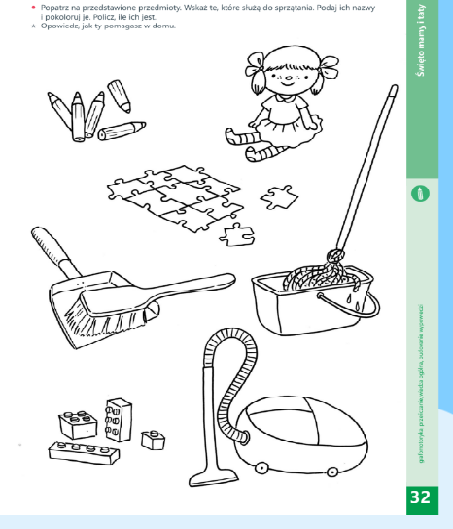 Popatrz na przedstawione przedmioty. Wskaż te, które służą do sprzątania. Podaj ich nazwy
i pokoloruj je. Policz, ile ich jest.
Opowiedz, jak ty pomagasz w domu.
Święto mamy i taty
32